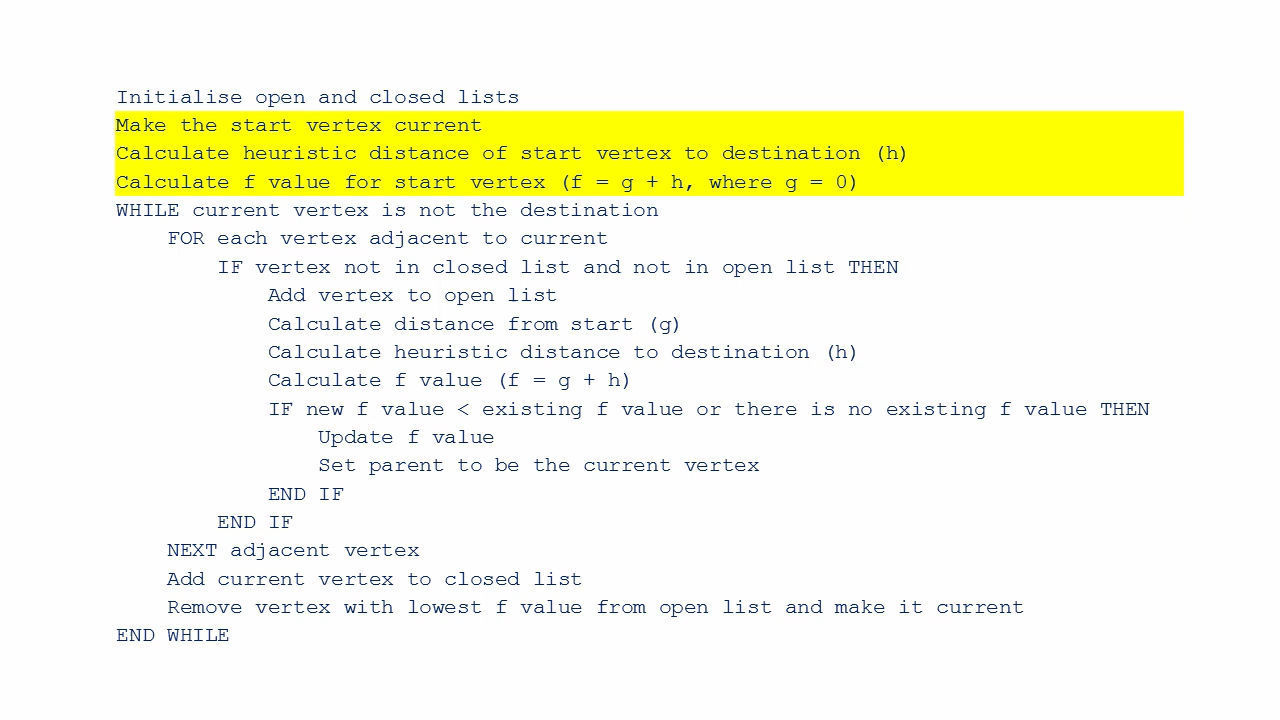 Initialise open and closed lists
Make the start vertex current
Calculate heuristic distance of start vertex to destination (h)
Calculate f value for start vertex (f = g + h, where g = 0)
WHILE current vertex is not the destination
    FOR each vertex adjacent to current
        IF vertex not in closed list and not in open list THEN
            Add vertex to open list
            Calculate distance from start (g)
            Calculate heuristic distance to destination (h)
            Calculate f value (f = g + h)
            IF new f value < existing f value or there is no existing f value THEN
                Update f value
                Set parent to be the current vertex
            END IF
        END IF
    NEXT adjacent vertex
    Add current vertex to closed list
    Remove vertex with lowest f value from open list and make it current
END WHILE